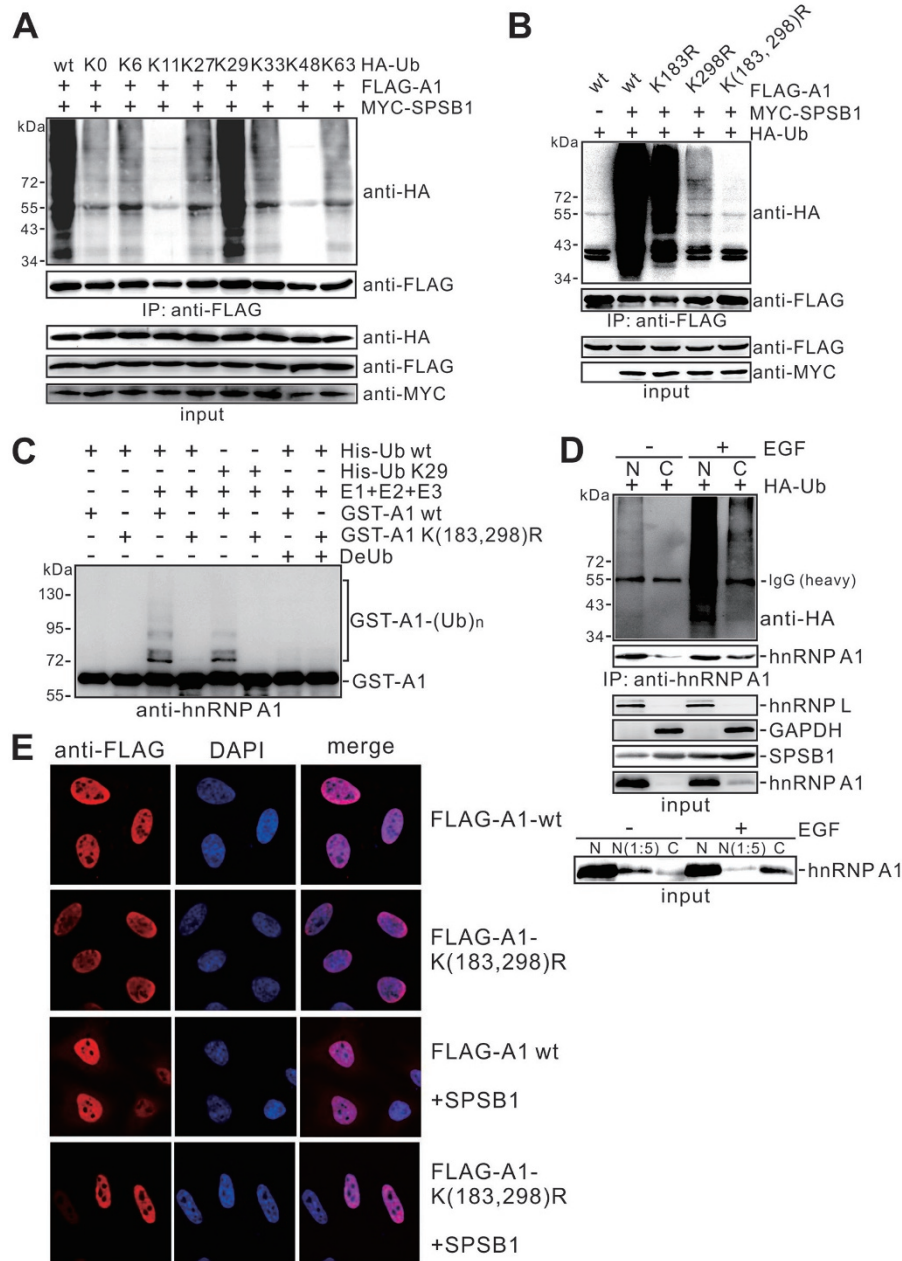 A
wt K0 K6 K11 K27 K29 K33 K48 K63 HA-Ub
+ + + + + + + + + FLAG-A1
+ + + + + + + + + MYC-SPSB1
kDa
72-
55-
43-
34-
anti-HA
anti-FLAG
IP: anti-FLAG
anti-HA
anti-FLAG
anti-MYC
input
B
wt wt K183R K298R K(183, 298)R FLAG-A1
- + + + + MYC-SPSB1
+ + + + + HA-Ub
kDa
72-
55-
43-
34-
anti-HA
anti-FLAG
IP: anti-FLAG
anti-FLAG
anti-MYC
input
C
+ + + + - - + + His-Ub wt
- - - - + + - - His-Ub K29
- - + + + + + + E1+E2+E3
+ - + - + - + - GST-A1 wt
- + - + - + - + GST-A1 K(183,298)R
- - - - - - + + DeUb
kDa
130-
95-
72-
55-
GST-A1-(Ub)n
-GST-A1
anti-hnRNP A1
D
- + EGF
N C N C
+ + + + HA-Ub
kDa
72-
55-
43-
34-
-IgG (heavy)
anti-HA
-hnRNP A1
IP: anti-hnRNP A1
-hnRNP L
-GAPDH
-SPSB1
-hnRNP A1
input
- + EGF
N N(1:5) C N N(1:5) C
-hnRNP A1
input
E
anti-FLAG DAPI merge
FLAG-A1-wt
FLAG-A1-
K(183,298)R
FLAG-A1 wt
+SPSB1
FLAG-A1-
K(183,298)R
+SPSB1